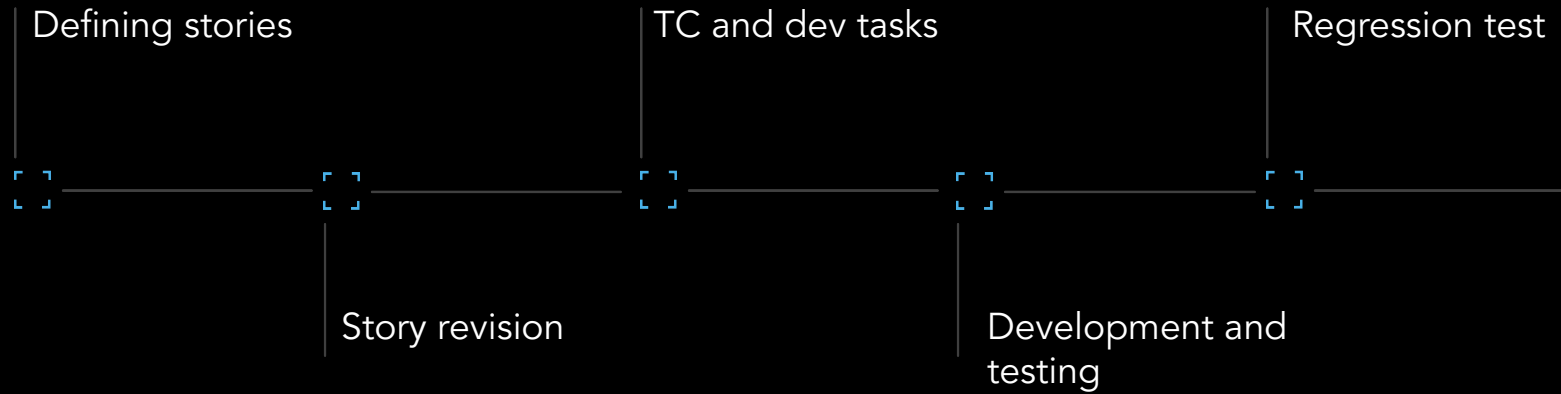 Defining stories
TC and dev tasks
Regression test
Story revision
Development and
testing